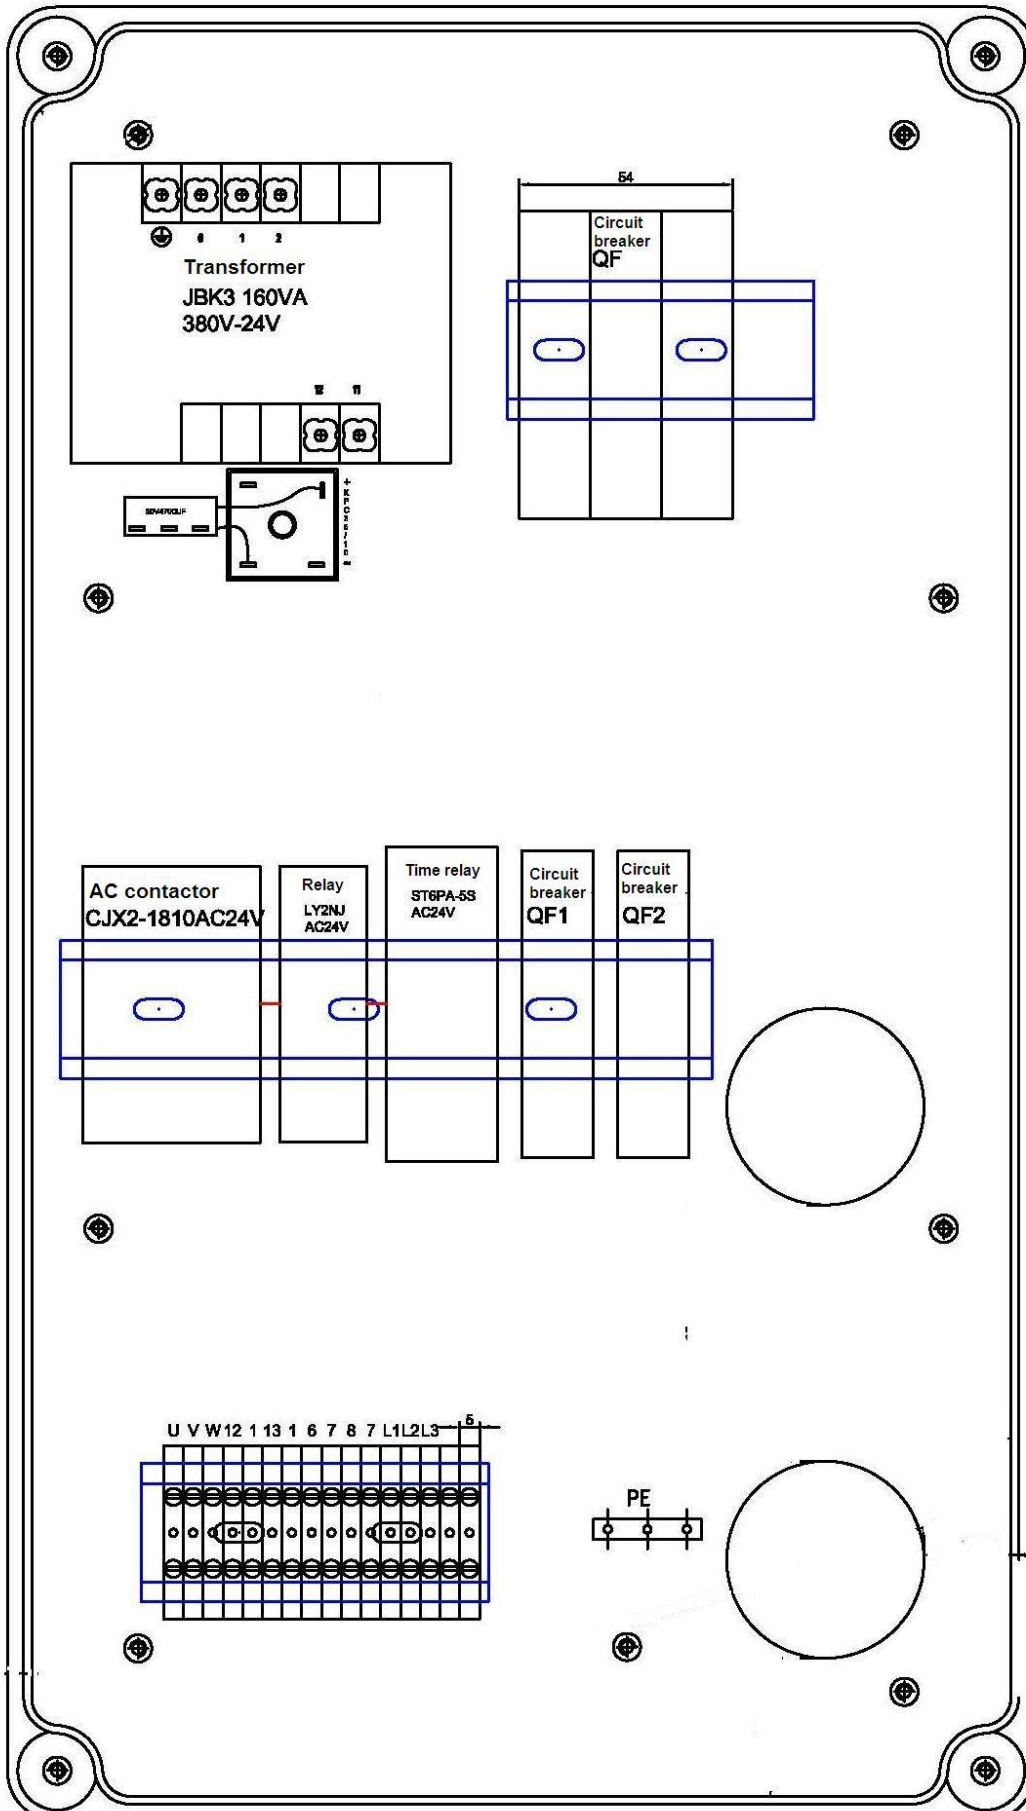 54
Circuit
breaker
QF
1 2
Transformer
JBK3 160VA
380V-24V
11
50V4700UF
AC contactor
CJX2-1810AC24V
Relay
LY2NJ
AC24V
Time relay
ST6PA-5S
AC24V
Circuit
breaker
QF1
Circuit
breaker
QF2
5
U V W 12 1 13 1 6 7 8 7 L1 L2 L3
PE